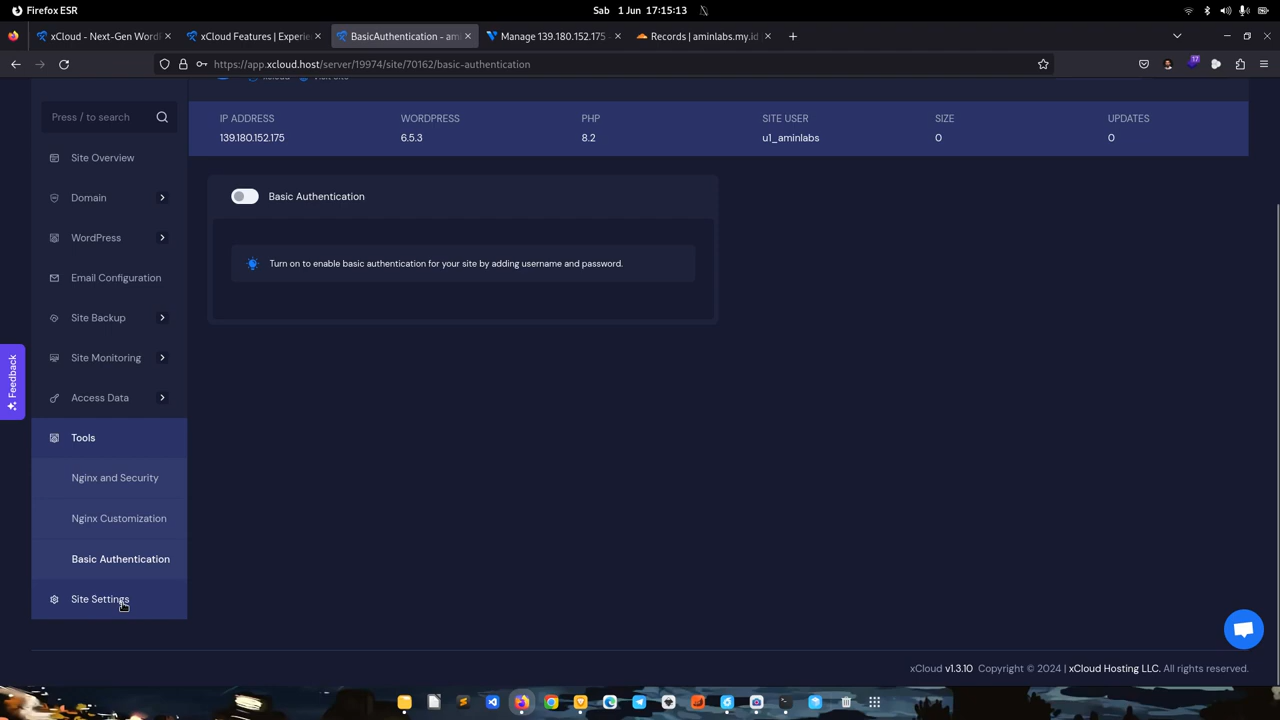 Firefox ESR
Sab 1 Jun 17:15:13
xCloud - Next-Gen WordP
xCloud Features | Experie
BasicAuthentication - ami
Manage 139.180.152.175
Records | aminlabs.my.id
https://app.xcloud.host/server/19974/site/70162/basic-authentication
17
Press / to search
IP ADDRESS
WORDPRESS
PHP
SITE USER
SIZE
UPDATES
139.180.152.175
6.5.3
8.2
u1_aminlabs
0
0
Site Overview
Domain
WordPress
Email Configuration
Site Backup
Site Monitoring
Access Data
Tools
Nginx and Security
Nginx Customization
Basic Authentication
Site Settings
Basic Authentication
Turn on to enable basic authentication for your site by adding username and password.
Feedback
xCloud v1.3.10 Copyright © 2024 | xCloud Hosting LLC. All rights reserved.